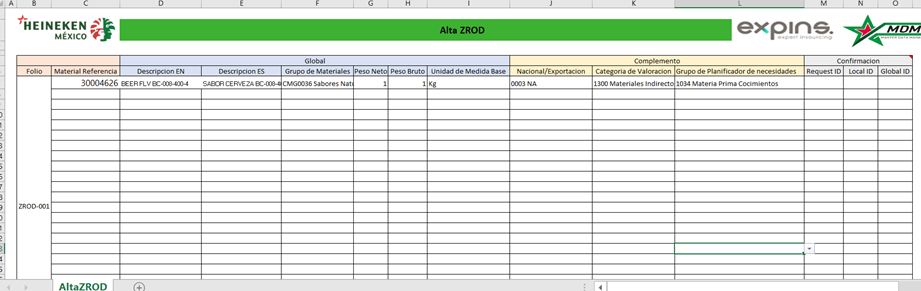 A B C D E F G H I J K L M N O
HEINEKEN
MÉXICO
Alta ZROD
expins.
expert insourcing
MDM
Global
Complemento
Confirmacion
Folio Material Referencia Descripcion EN Descripcion ES Grupo de Materiales Peso Neto Peso Bruto Unidad de Medida Base Nacional/Exportacion Categoria de Valoracion Grupo de Planificador de necesidades Request ID Local ID Global ID
30004626 BEER FLV BC-000-400-4 SABOR CERVEZA BC-000-4 CMG0036 Sabores Natu 1 1 Kg 0003 NA 1300 Materiales Indirecto 1034 Materia Prima Cocimientos
ZROD-001
AltaZROD